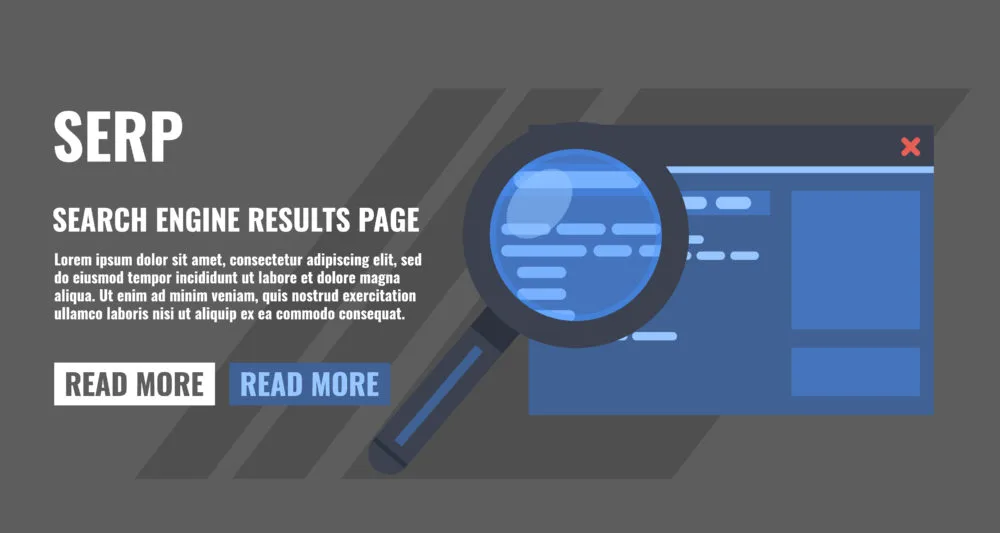 SERP
SEARCH ENGINE RESULTS PAGE
Lorem ipsum dolor sit amet, consectetur adipiscing elit, sed
do eiusmod tempor incididunt ut labore et dolore magna
aliqua. Ut enim ad minim veniam, quis nostrud exercitation
ullamco laboris nisi ut aliquip ex ea commodo consequat.
READ MORE READ MORE